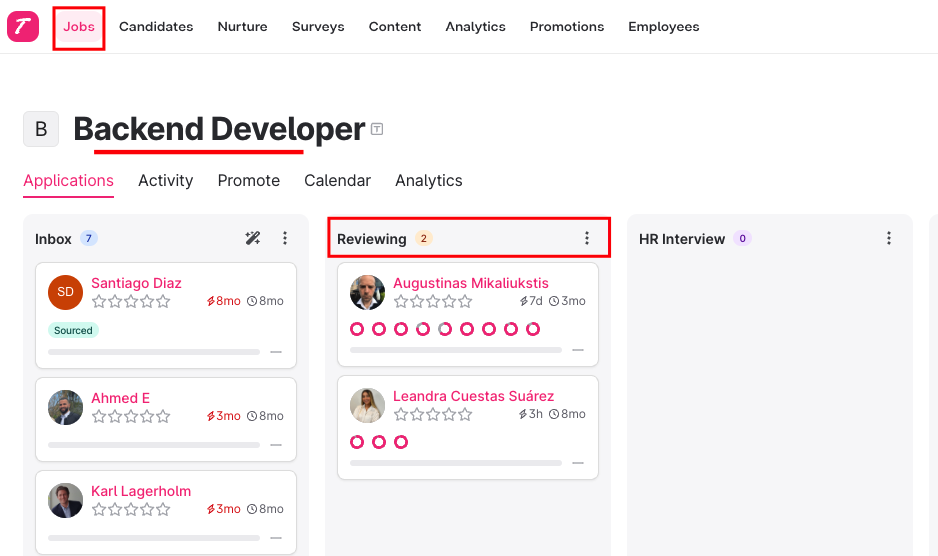 Jobs Candidates Nurture Surveys Content Analytics Promotions Employees
B Backend Developer T
Applications Activity Promote Calendar Analytics
Inbox 7
SD Santiago Diaz
8mo 8mo
Sourced
Ahmed E
3mo 8mo
Karl Lagerholm
3mo 8mo
Reviewing 2
Augustinas Mikaliukstis
7d 3mo
Leandra Cuestas Suárez
3h 8mo
HR Interview 0